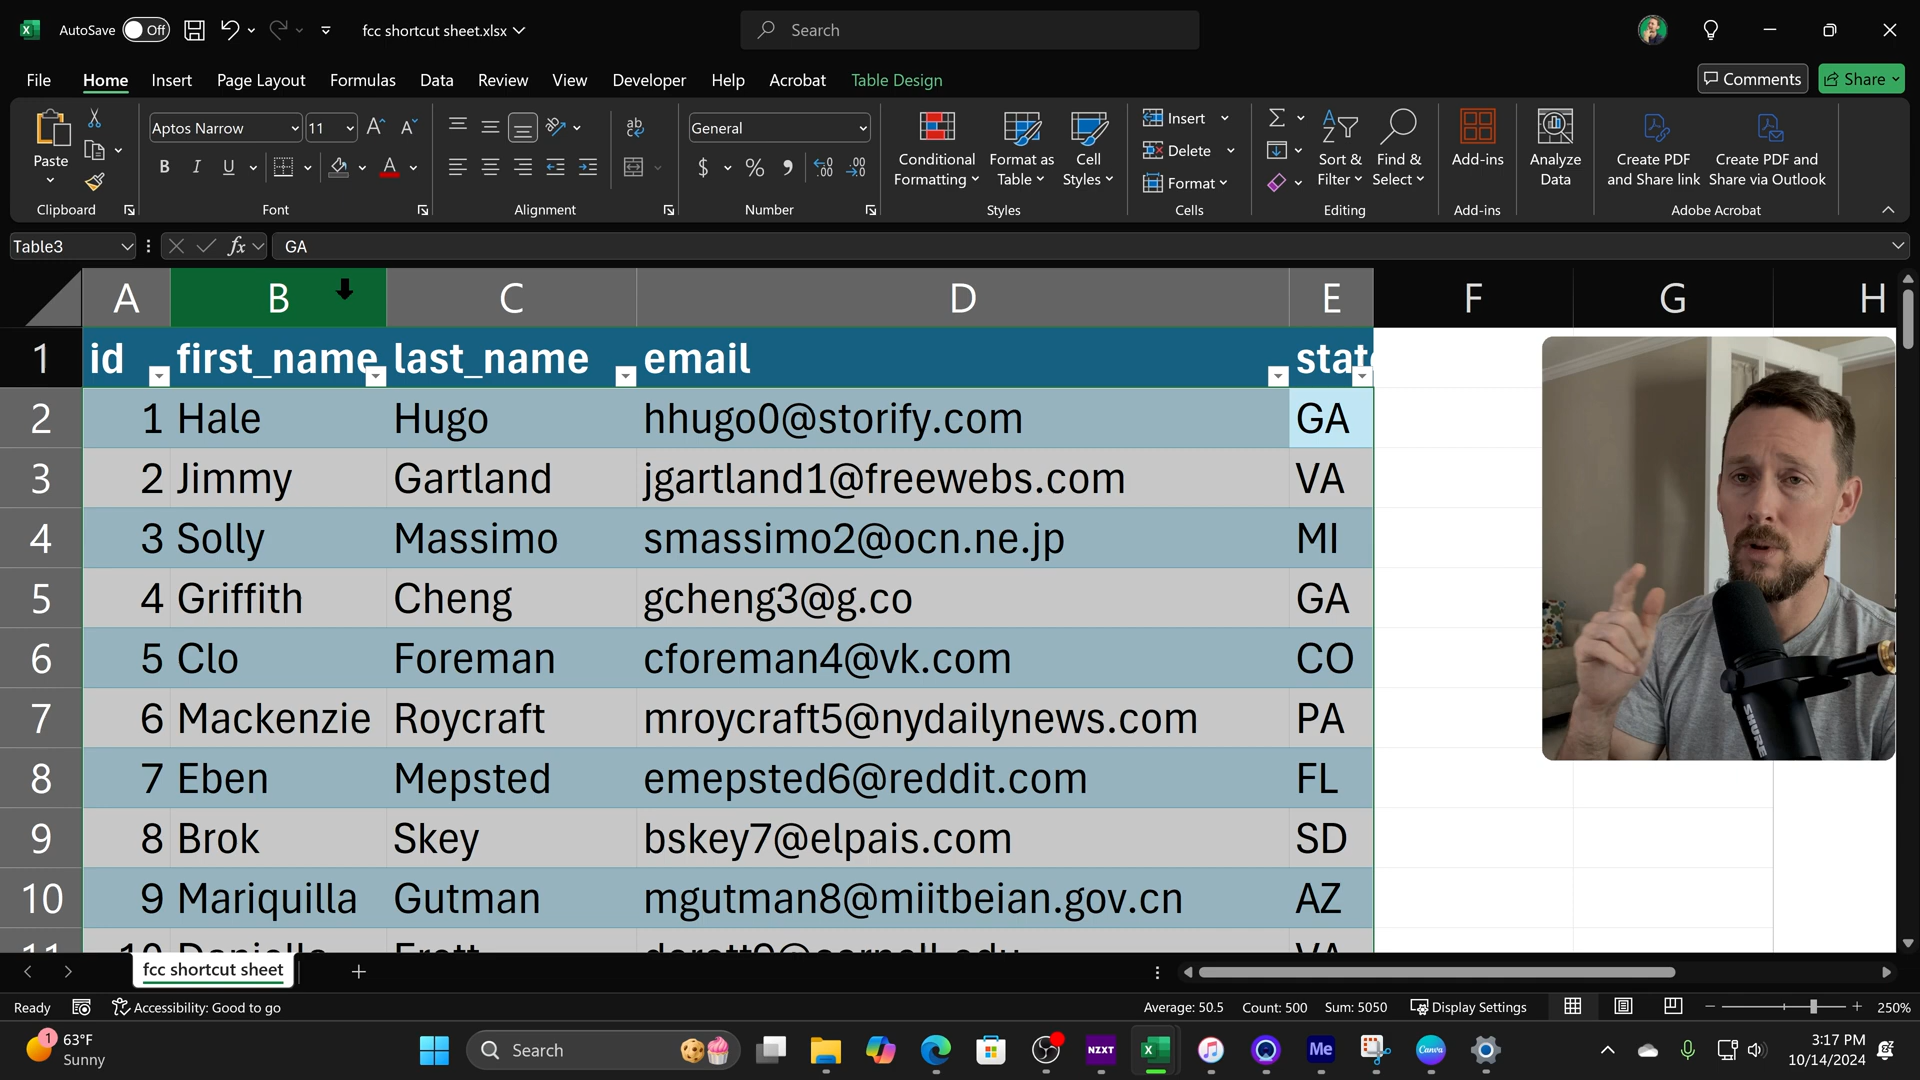 AutoSave Off fcc shortcut sheet.xlsx Search
File Home Insert Page Layout Formulas Data Review View Developer Help Acrobat Table Design Comments Share
Paste Aptos Narrow 11 General Conditional Formatting Format as Table Cell Styles Insert Delete Format Sort & Filter Find & Select Add-ins Analyze Data Create PDF and Share link Create PDF and Share via Outlook
Clipboard Font Alignment Number Styles Cells Editing Add-ins Adobe Acrobat
Table3 fx GA
A B C D E F G H
1 id first_name last_name email
2 1 Hale Hugo hhugo0@storify.com GA
3 2 Jimmy Gartland jgartland1@freewebs.com VA
4 3 Solly Massimo smassimo2@ocn.ne.jp MI
5 4 Griffith Cheng gcheng3@g.co GA
6 5 Clo Foreman cforeman4@vk.com CO
7 6 Mackenzie Roycraft mroycraft5@nydailynews.com PA
8 7 Eben Mepsted emepsted6@reddit.com FL
9 8 Brok Skey bskey7@elpais.com SD
10 9 Mariquilla Gutman mgutman8@miitbeian.gov.cn AZ
SHURE
fcc shortcut sheet
Ready Accessibility: Good to go Average: 50.5 Count: 500 Sum: 5050 Display Settings 250%
1 63°F Search NZXT Me Canva 3:17 PM
Sunny 10/14/2024